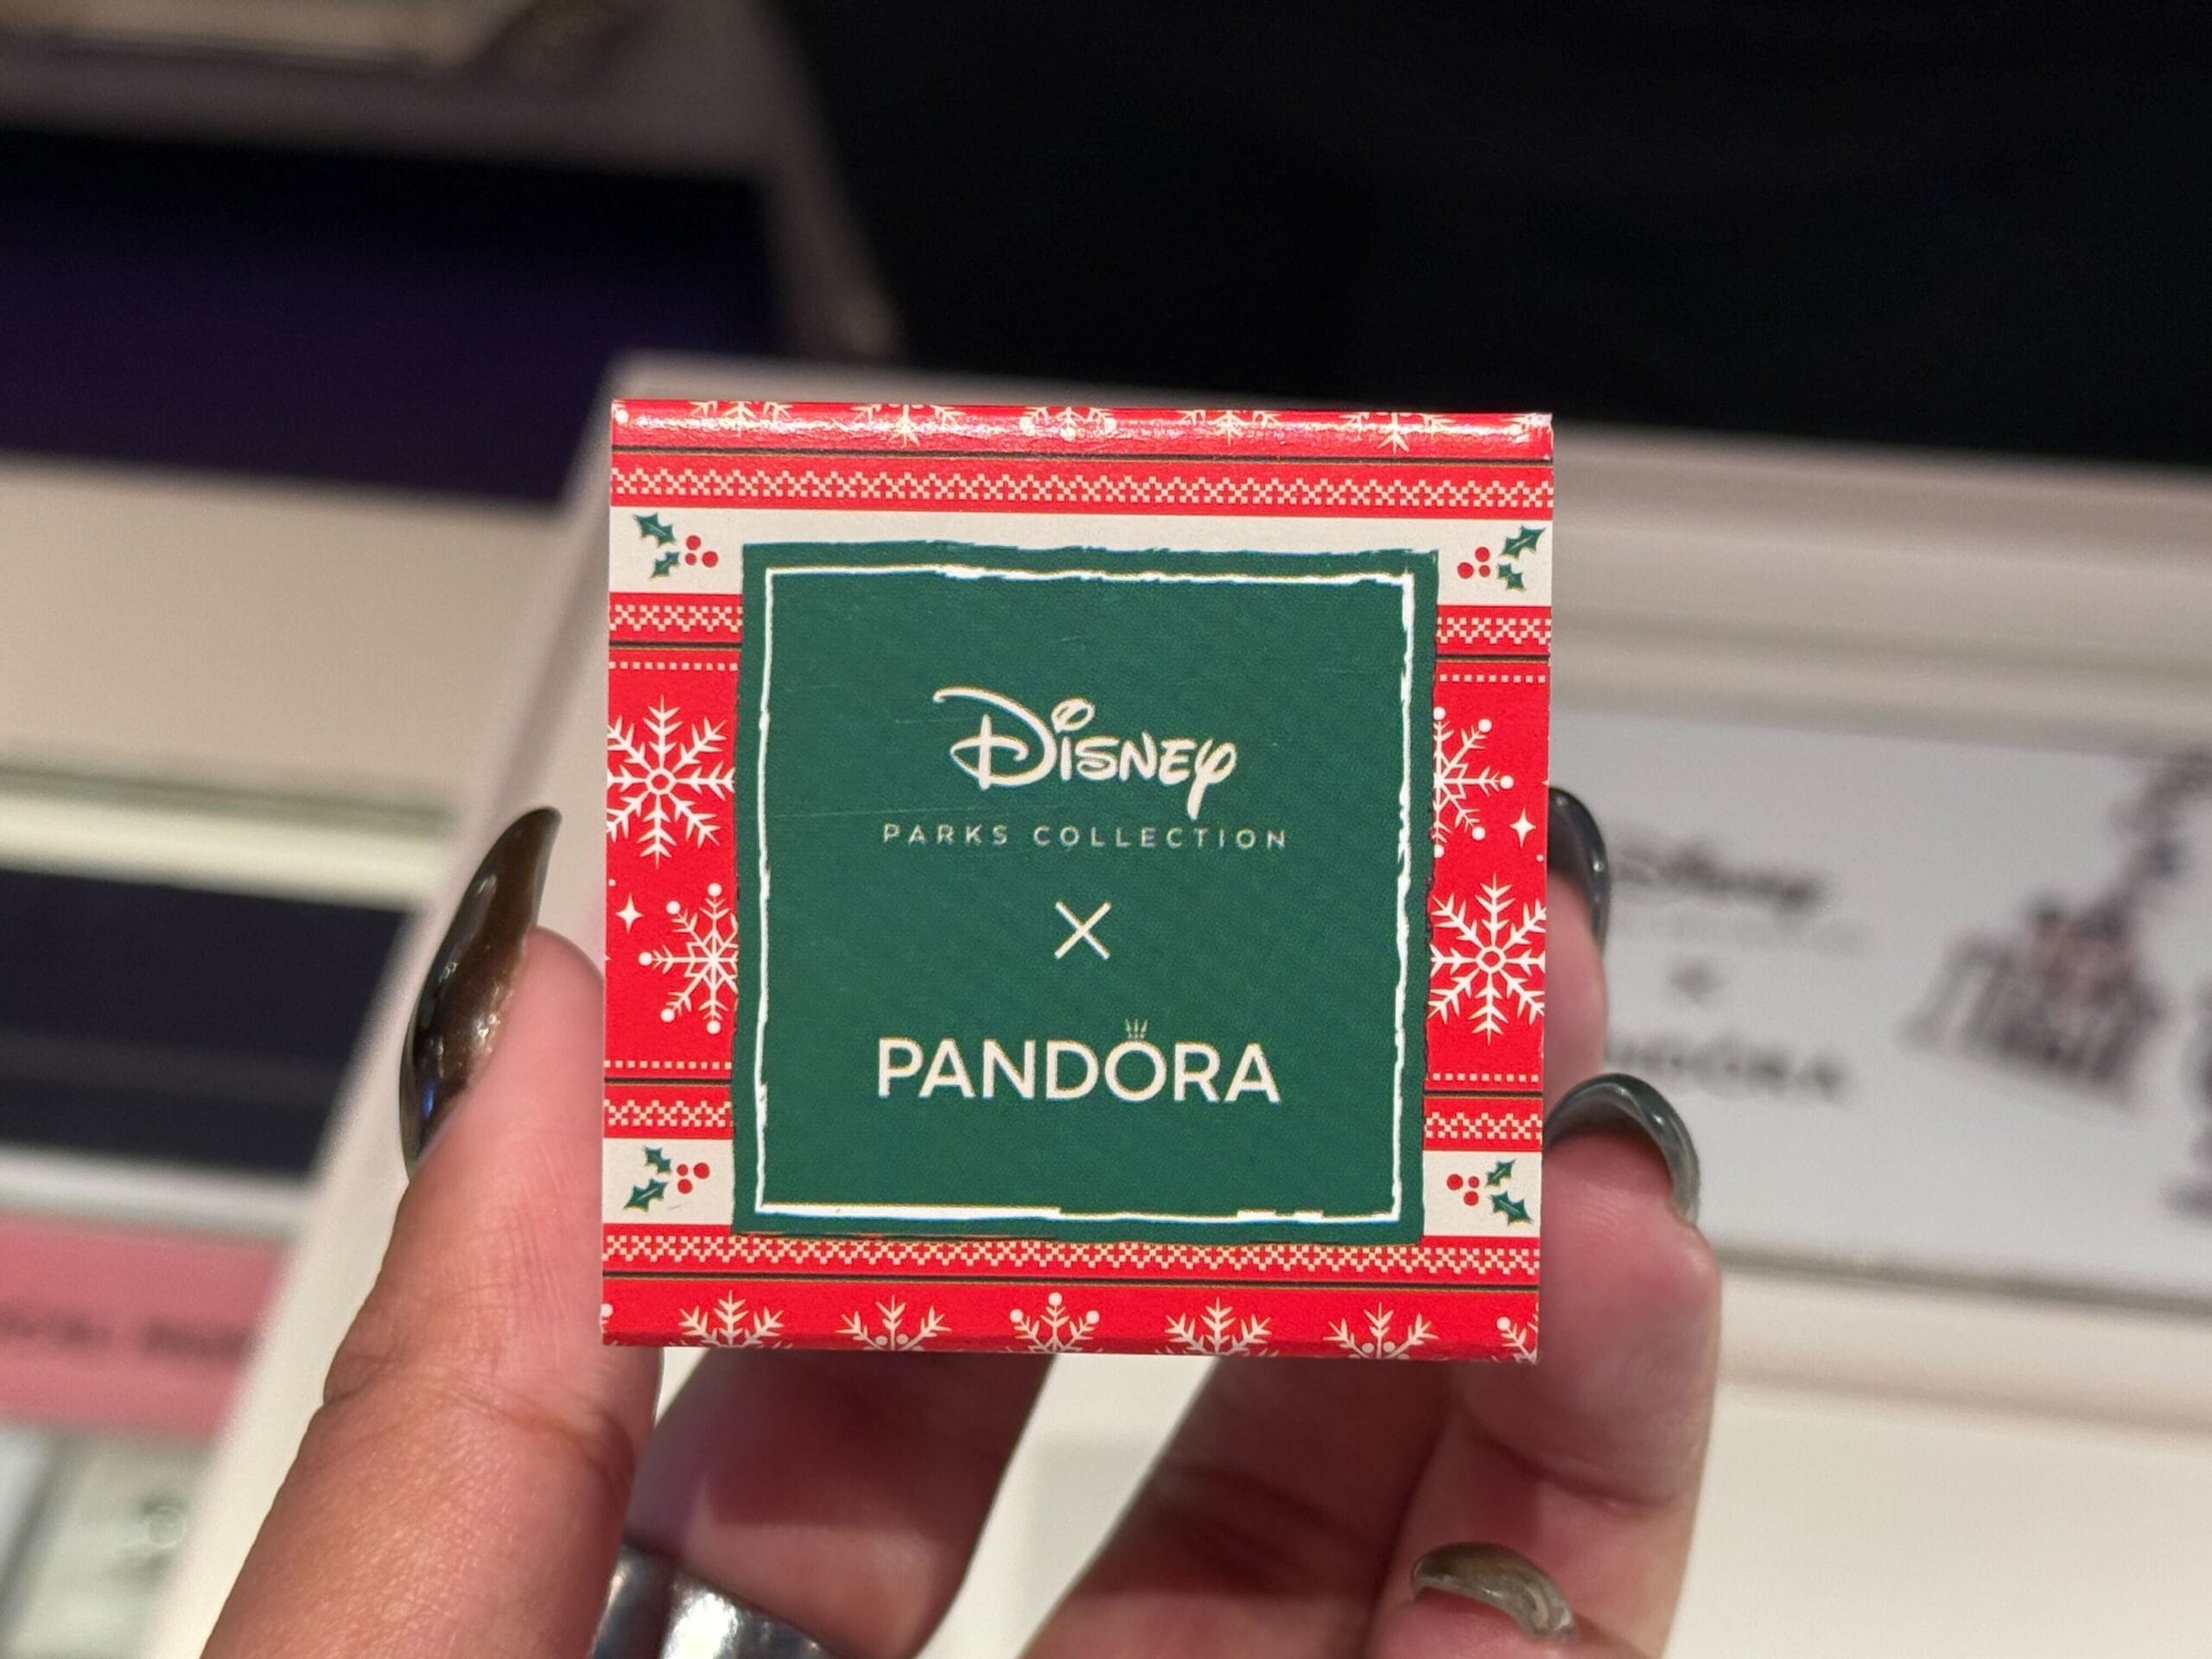 Disney
PARKS COLLECTION
×
PANDORA